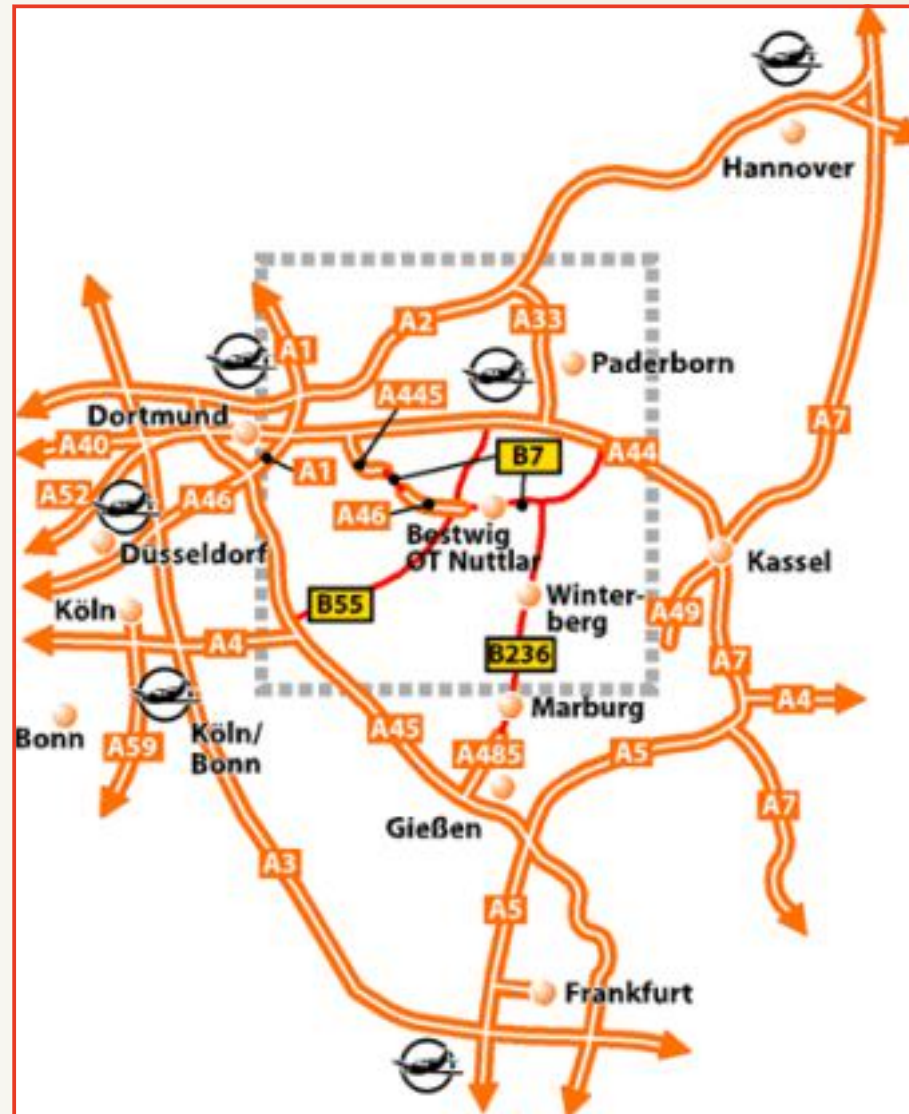 Hannover
A2
A33
A1
Paderborn
A445
Dortmund
A7
A40
B7
A44
A1
A52
A46
A46
Bestwig
OT Nuttlar
Düsseldorf
Kassel
B55
Winter-
berg
Köln
A49
A4
B236
A7
Marburg
A4
Bonn
A59
Köln/
Bonn
A45
A485
A5
A7
Gießen
A3
A5
Frankfurt